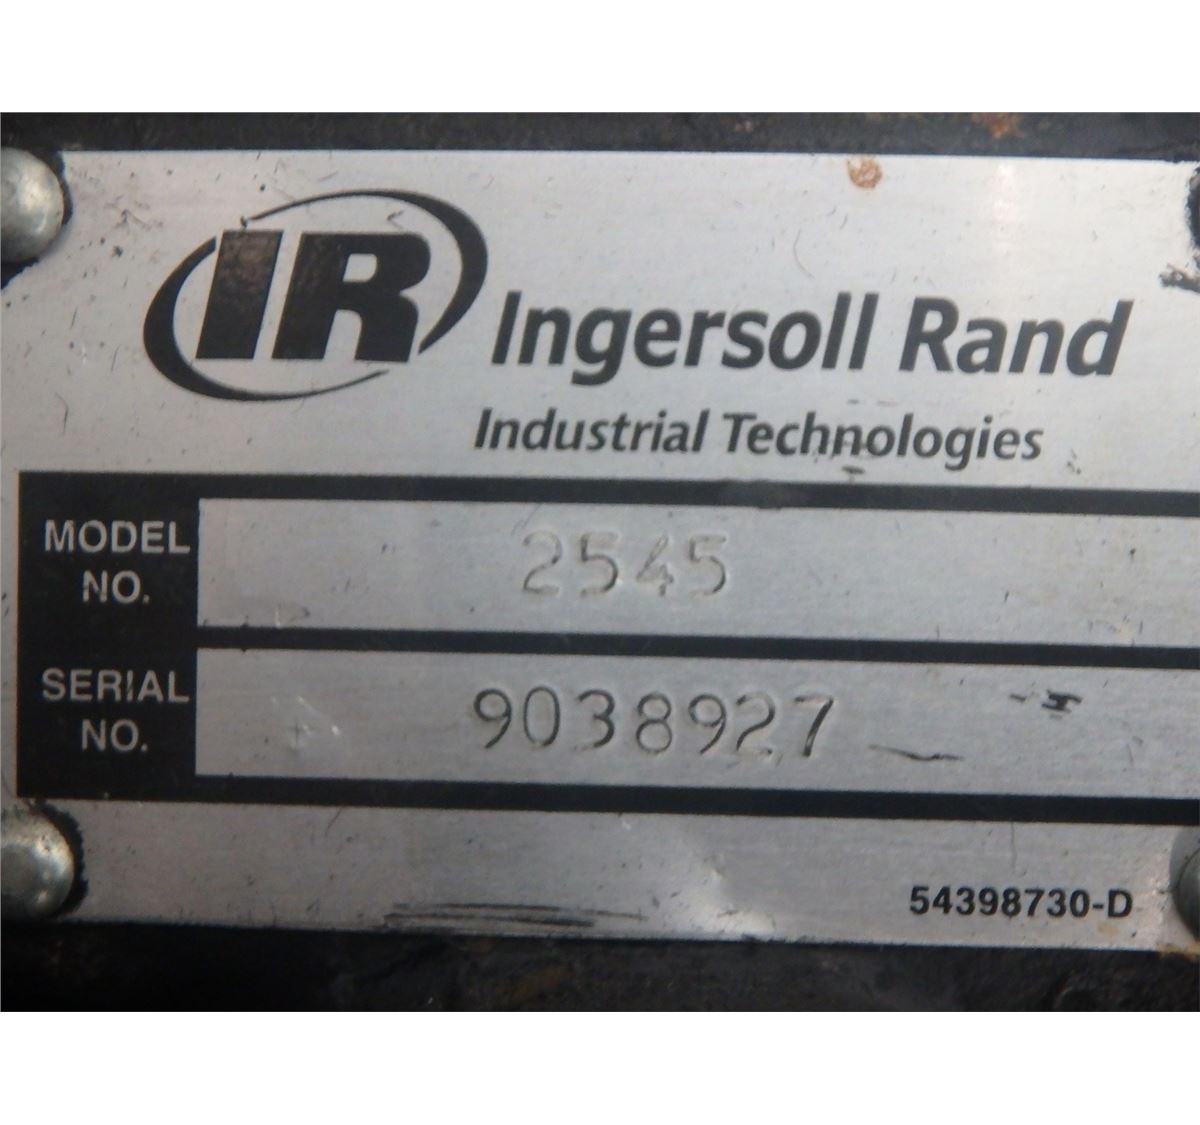 IR Ingersoll Rand
Industrial Technologies
MODEL NO. 2545
SERIAL NO. 9038927
54398730-D